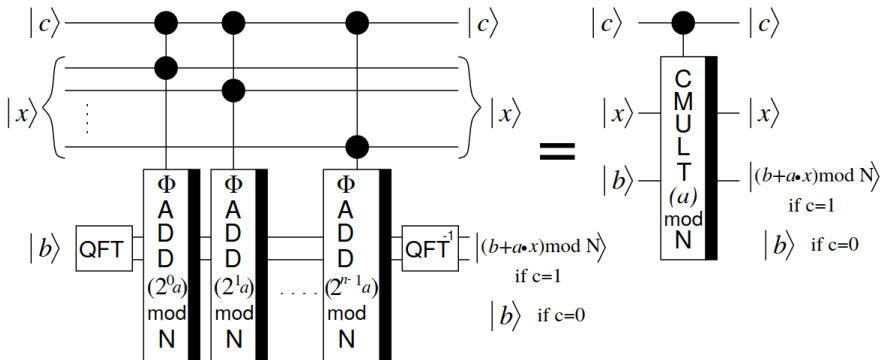 |c⟩ |c⟩
|x⟩ |x⟩
|b⟩ QFT
Φ
A
D
D
(2⁰a)
mod
N
Φ
A
D
D
(2¹a)
mod
N
. . . .
Φ
A
D
D
(2ⁿ⁻¹a)
mod
N
QFT⁻¹
|(b+a•x)mod N⟩
if c=1
|b⟩ if c=0
=
|c⟩ |c⟩
|x⟩ |x⟩
|b⟩
C
M
U
L
T
(a)
mod
N
|(b+a•x)mod N⟩
if c=1
|b⟩ if c=0